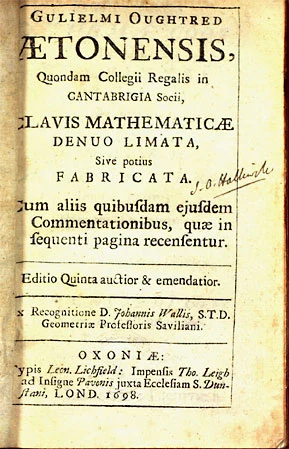 GULIELMI OUGHTRED
ÆTONENSIS,
Quondam Collegii Regalis in
CANTABRIGIA Socii,
CLAVIS MATHEMATICÆ
DENUO LIMATA,
Sive potius
FABRICATA.
Cum aliis quibuſdam ejuſdem
Commentationibus, quæ in
ſequenti pagina recenſentur.
Editio Quinta auctior & emendatior.
Ex Recognitione D. Johannis Wallis, S.T.D.
Geometriæ Profeſſoris Saviliani.
OXONIÆ:
Typis Leon. Lichfield: Impenſis Tho. Leigh
ad Inſigne Pavonis juxta Eccleſiam S. Dun-
ſtani, LOND. 1698.